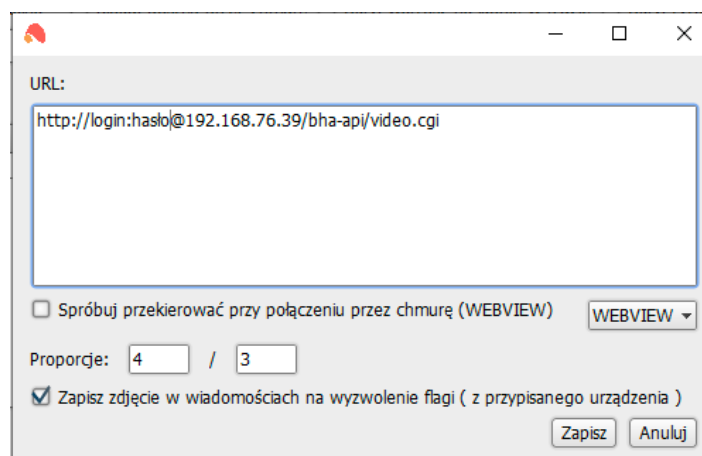 URL:
http://login:hasło@192.168.76.39/bha-api/video.cgi
Spróbuj przekierować przy połączeniu przez chmurę (WEBVIEW) WEBVIEW
Proporcje: 4 / 3
Zapisz zdjęcie w wiadomościach na wyzwolenie flagi ( z przypisanego urządzenia )
Zapisz Anuluj